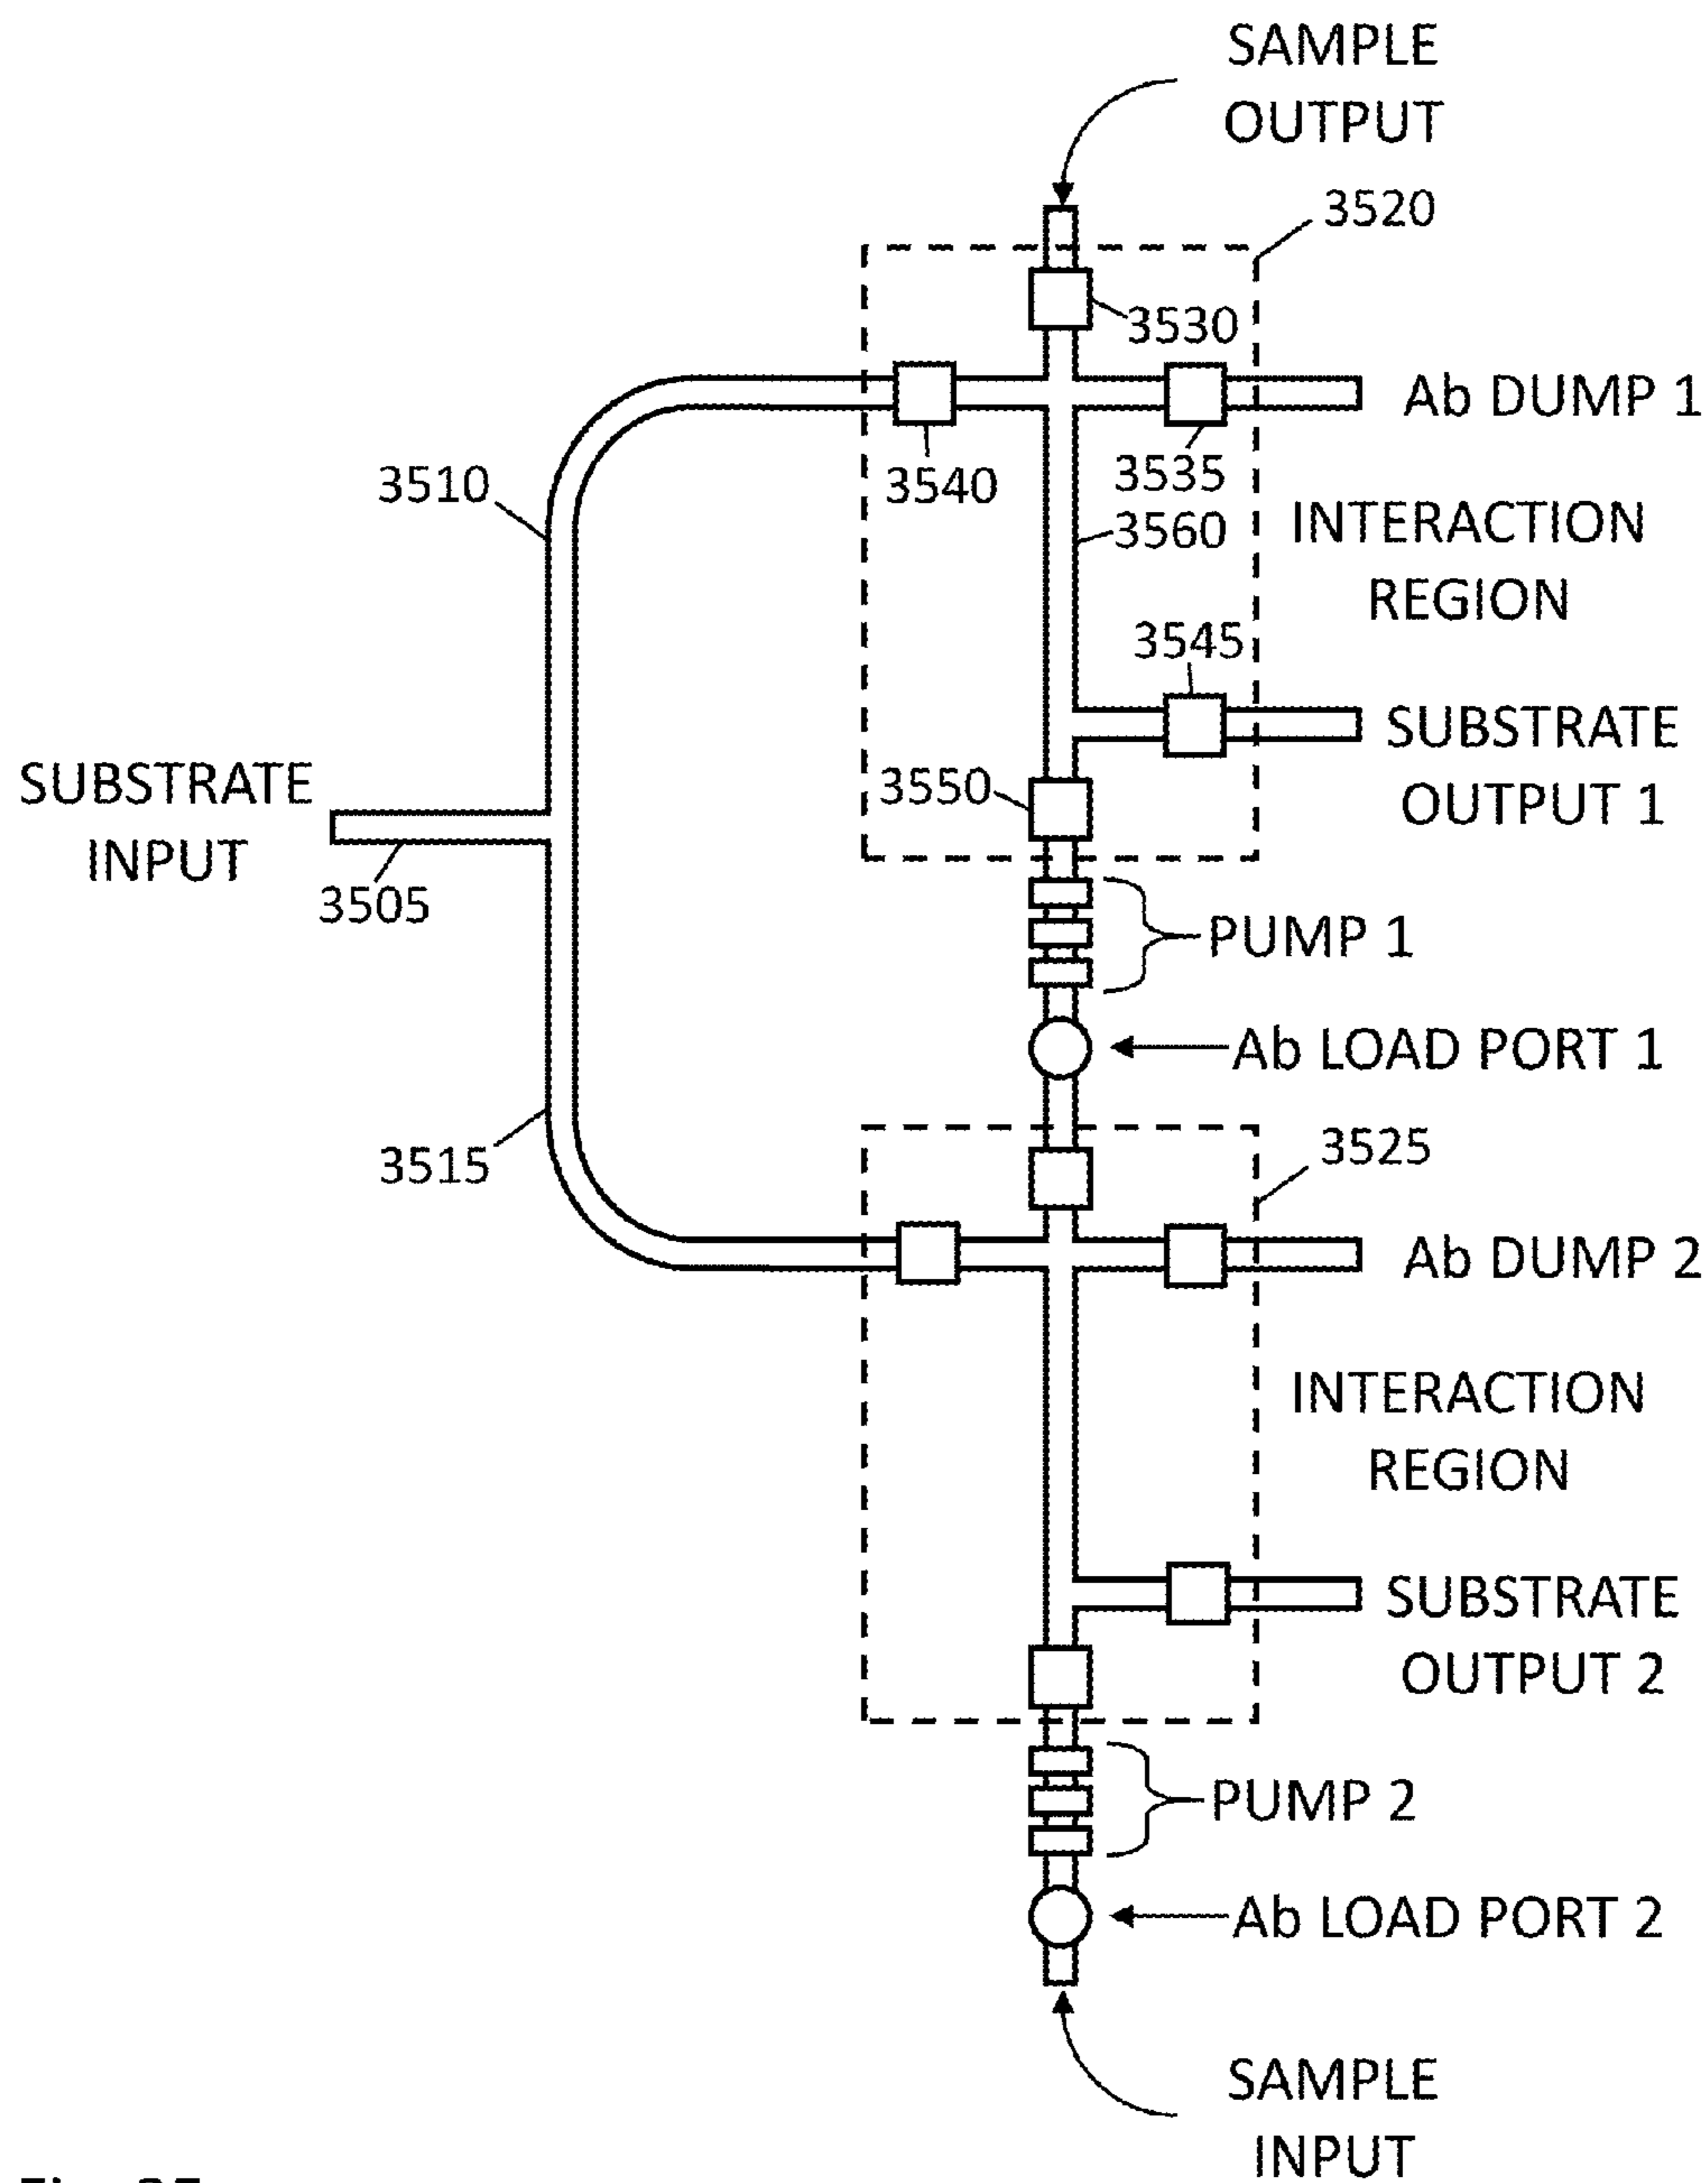 SAMPLE
OUTPUT
3520
3530
Ab DUMP 1
3510
3540
3535
3560
INTERACTION
REGION
3545
SUBSTRATE
OUTPUT 1
SUBSTRATE
INPUT
3550
3505
PUMP 1
Ab LOAD PORT 1
3515
3525
Ab DUMP 2
INTERACTION
REGION
SUBSTRATE
OUTPUT 2
PUMP 2
Ab LOAD PORT 2
SAMPLE
INPUT